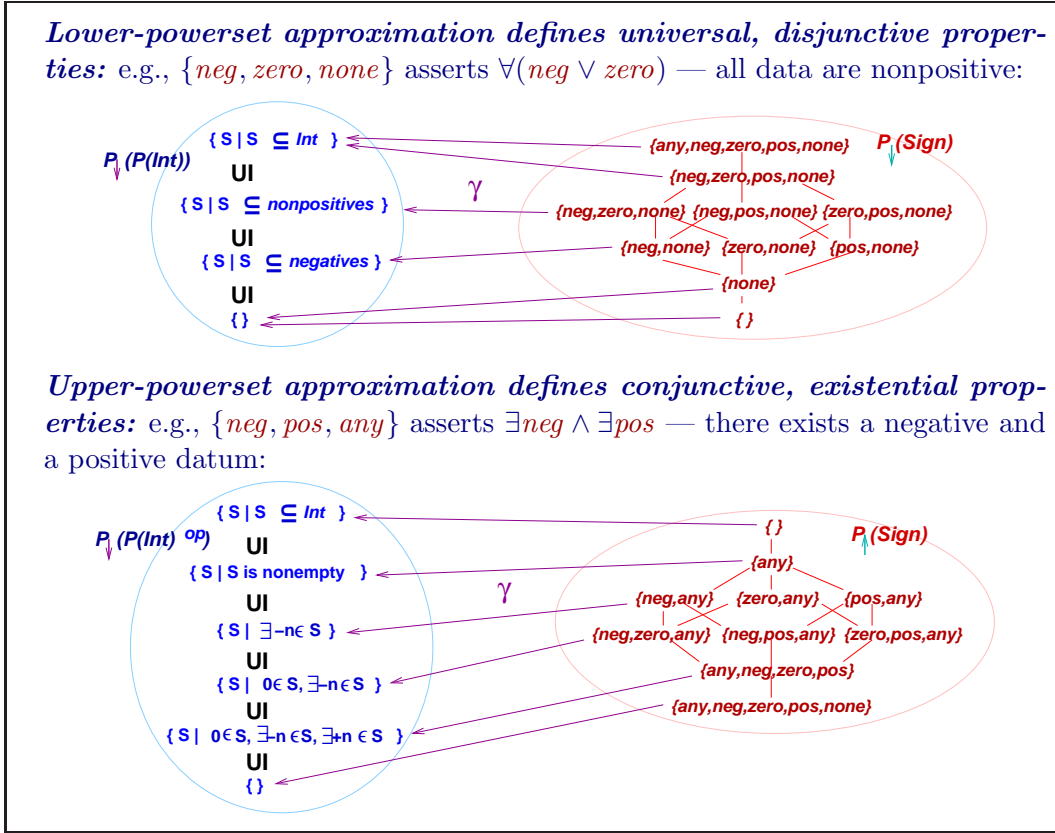 Lower-powerset approximation defines universal, disjunctive proper-
ties: e.g., {neg, zero, none} asserts ∀(neg ∨ zero) — all data are nonpositive:
{ S | S ⊆ Int }
{any,neg,zero,pos,none}
P↓(P(Int))
P↓(Sign)
UI
{neg,zero,pos,none}
γ
{ S | S ⊆ nonpositives }
{neg,zero,none} {neg,pos,none} {zero,pos,none}
UI
{neg,none} {zero,none} {pos,none}
{ S | S ⊆ negatives }
UI
{none}
{ }
{ }
Upper-powerset approximation defines conjunctive, existential prop-
erties: e.g., {neg, pos, any} asserts ∃neg ∧ ∃pos — there exists a negative and
a positive datum:
{ S | S ⊆ Int }
{ }
P↓(P(Int) op)
P↑(Sign)
UI
{any}
{ S | S is nonempty }
γ
UI
{neg,any} {zero,any} {pos,any}
{ S | ∃−n∈ S }
{neg,zero,any} {neg,pos,any} {zero,pos,any}
UI
{any,neg,zero,pos}
{ S | 0∈ S, ∃−n ∈ S }
UI
{any,neg,zero,pos,none}
{ S | 0∈ S, ∃−n ∈ S, ∃+n ∈ S }
UI
{ }